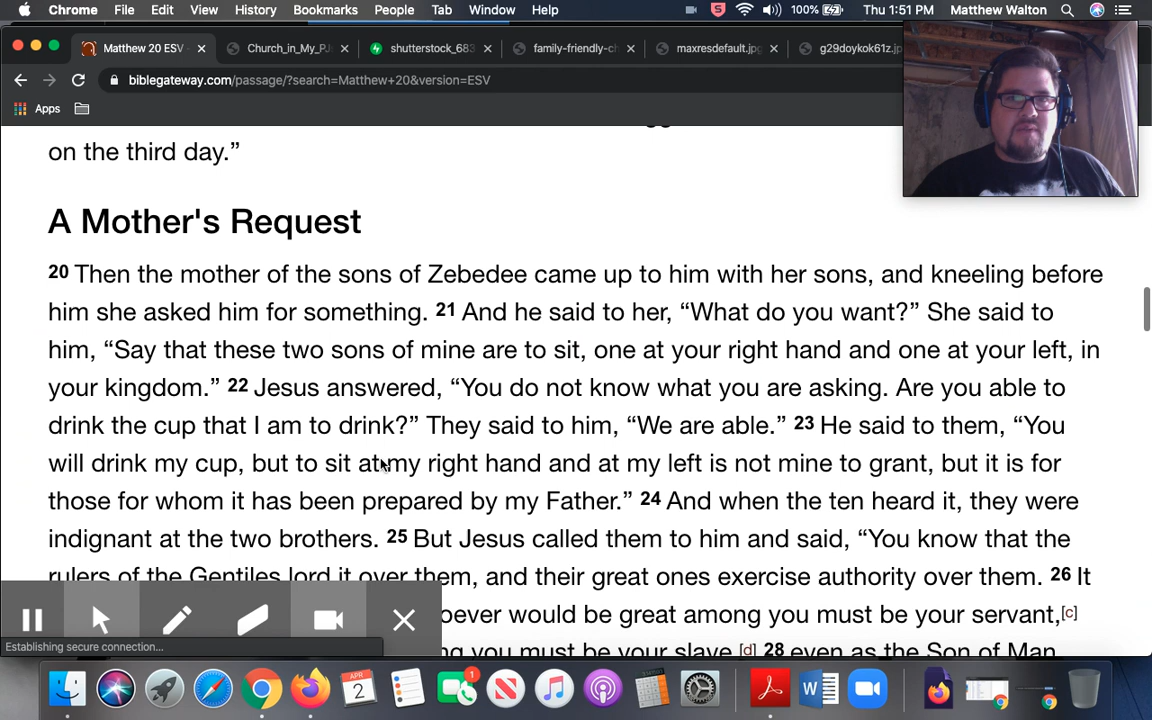 Chrome File Edit View History Bookmarks People Tab Window Help 100% Thu 1:51 PM Matthew Walton
Matthew 20 ESV - Church_in_My_PJs shutterstock_683 family-friendly-ch maxresdefault.jpg g29doykok61z.jp
biblegateway.com/passage/?search=Matthew+20&version=ESV
Apps
on the third day.”
A Mother's Request
20 Then the mother of the sons of Zebedee came up to him with her sons, and kneeling before
him she asked him for something. 21 And he said to her, “What do you want?” She said to
him, “Say that these two sons of mine are to sit, one at your right hand and one at your left, in
your kingdom.” 22 Jesus answered, “You do not know what you are asking. Are you able to
drink the cup that I am to drink?” They said to him, “We are able.” 23 He said to them, “You
will drink my cup, but to sit at my right hand and at my left is not mine to grant, but it is for
those for whom it has been prepared by my Father.” 24 And when the ten heard it, they were
indignant at the two brothers. 25 But Jesus called them to him and said, “You know that the
rulers of the Gentiles lord it over them, and their great ones exercise authority over them. 26 It
oever would be great among you must be your servant,[c]
ng you must be your slave,[d] 28 even as the Son of Man
Establishing secure connection...
APR
2
1